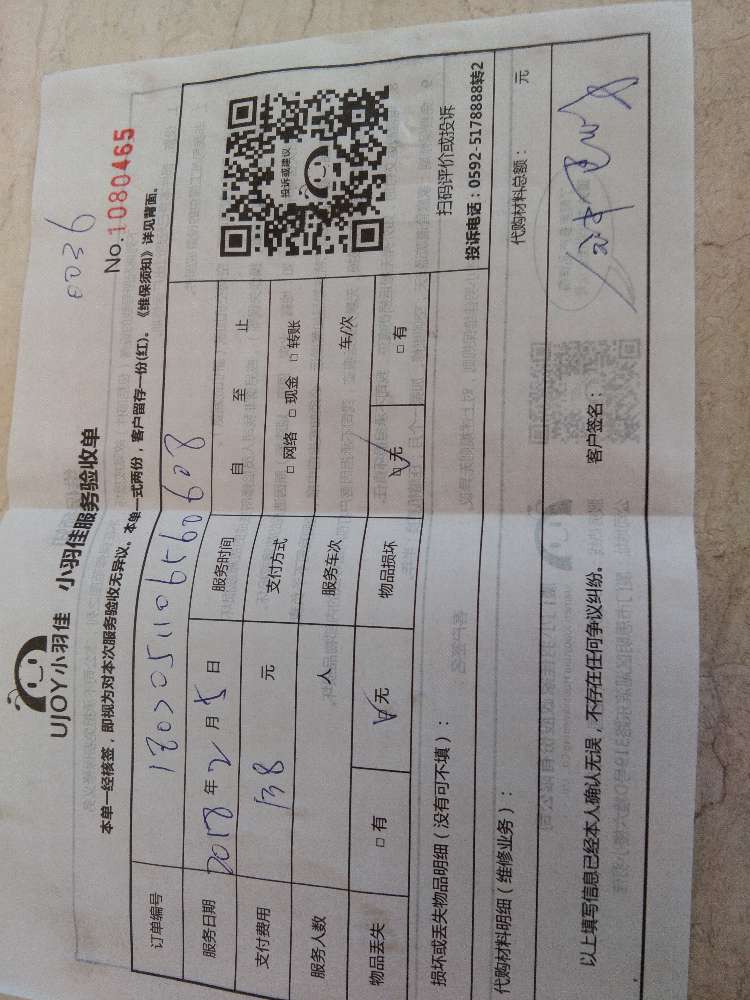 0036
UJOY小羽佳 小羽佳服务验收单
No.1080465
本单一经核签，即视为对本次服务验收无异议。本单一式两份，客户留存一份(红)。《维保须知》详见背面。
订单编号 1802051106560608
服务日期 2018 年 2 月 5 日 服务时间 自 至 止
支付费用 138 元 支付方式 □ 网络 □ 现金 □ 转账
服务人数 人 服务车次 车/次
物品丢失 □ 有 ☑ 无 物品损坏 ☑ 无 □ 有
投诉或建议
扫码评价或投诉
投诉电话：0592-5178888转2
损坏或丢失物品明细（没有可不填）：
代购材料明细（维修业务）： 代购材料总额： 元
以上填写信息已经本人确认无误，不存在任何争议纠纷。 客户签名：